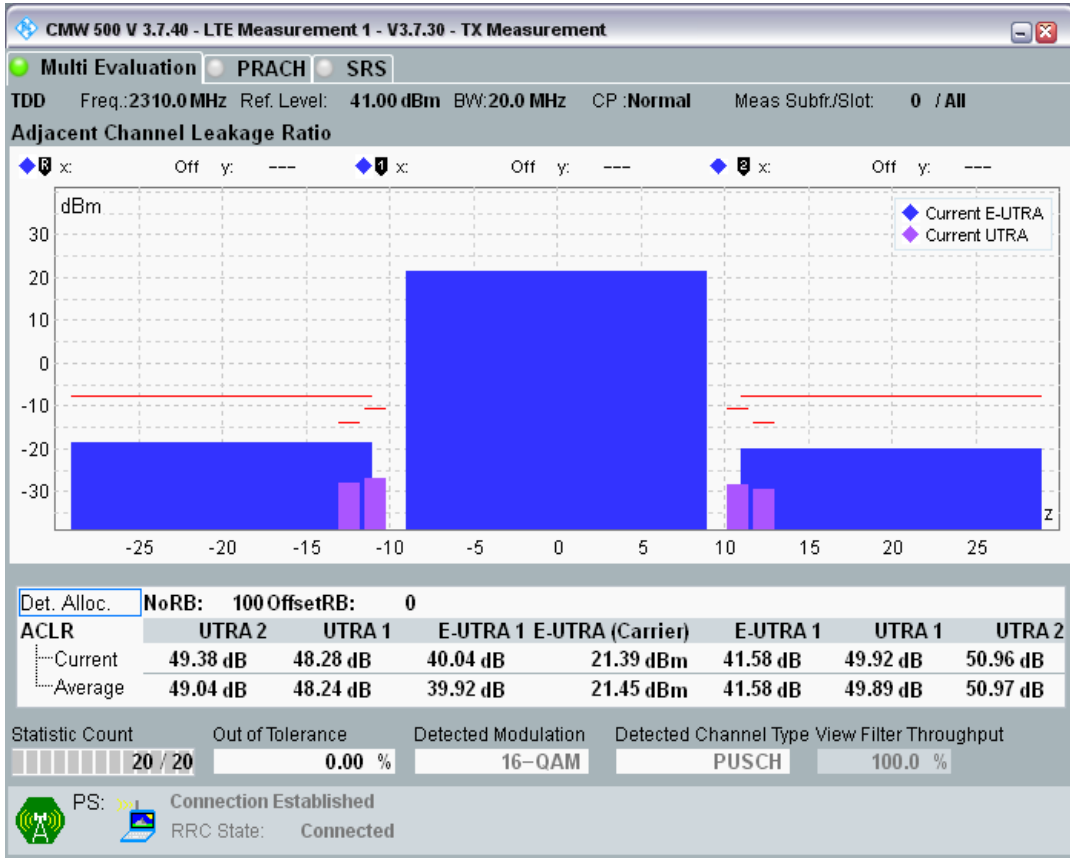 CMW 500 V 3.7.40 - LTE Measurement 1 - V3.7.30 - TX Measurement
Multi Evaluation PRACH SRS
TDD Freq.:2310.0 MHz Ref. Level: 41.00 dBm BW:20.0 MHz CP :Normal Meas Subfr./Slot: 0 / All
Adjacent Channel Leakage Ratio
R x: Off y: --- 1 x: Off y: --- 2 x: Off y: ---
dBm
Current E-UTRA
Current UTRA
30
20
10
0
-10
-20
-30
z
-25 -20 -15 -10 -5 0 5 10 15 20 25
Det. Alloc. NoRB: 100 OffsetRB: 0
ACLR UTRA 2 UTRA 1 E-UTRA 1 E-UTRA (Carrier) E-UTRA 1 UTRA 1 UTRA 2
Current 49.38 dB 48.28 dB 40.04 dB 21.39 dBm 41.58 dB 49.92 dB 50.96 dB
Average 49.04 dB 48.24 dB 39.92 dB 21.45 dBm 41.58 dB 49.89 dB 50.97 dB
Statistic Count Out of Tolerance Detected Modulation Detected Channel Type View Filter Throughput
20 / 20 0.00 % 16-QAM PUSCH 100.0 %
PS: Connection Established
RRC State: Connected